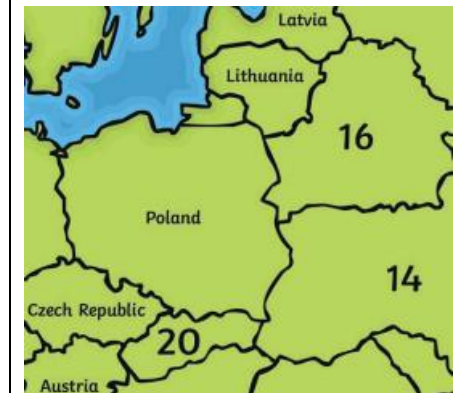 Latvia
Lithuania
16
Poland
14
Czech Republic
20
Austria